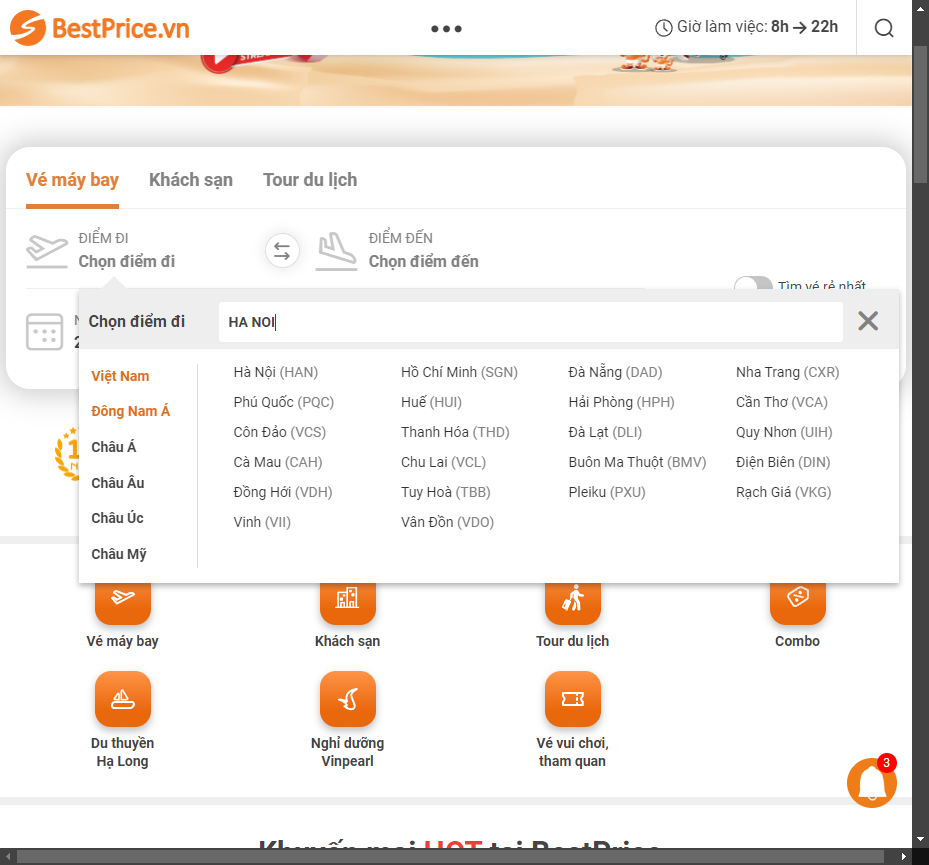 BestPrice.vn
Giờ làm việc: 8h → 22h
Vé máy bay
Khách sạn
Tour du lịch
ĐIỂM ĐI
Chọn điểm đi
ĐIỂM ĐẾN
Chọn điểm đến
Tìm vé rẻ nhất
Chọn điểm đi
HA NOI
Việt Nam
Đông Nam Á
Châu Á
Châu Âu
Châu Úc
Châu Mỹ
Hà Nội (HAN)
Hồ Chí Minh (SGN)
Đà Nẵng (DAD)
Nha Trang (CXR)
Phú Quốc (PQC)
Huế (HUI)
Hải Phòng (HPH)
Cần Thơ (VCA)
Côn Đảo (VCS)
Thanh Hóa (THD)
Đà Lạt (DLI)
Quy Nhơn (UIH)
Cà Mau (CAH)
Chu Lai (VCL)
Buôn Ma Thuột (BMV)
Điện Biên (DIN)
Đồng Hới (VDH)
Tuy Hoà (TBB)
Pleiku (PXU)
Rạch Giá (VKG)
Vinh (VII)
Vân Đồn (VDO)
Vé máy bay
Khách sạn
Tour du lịch
Combo
Du thuyền
Hạ Long
Nghỉ dưỡng
Vinpearl
Vé vui chơi,
tham quan
3
Khuyến mại HOT tại BestPrice